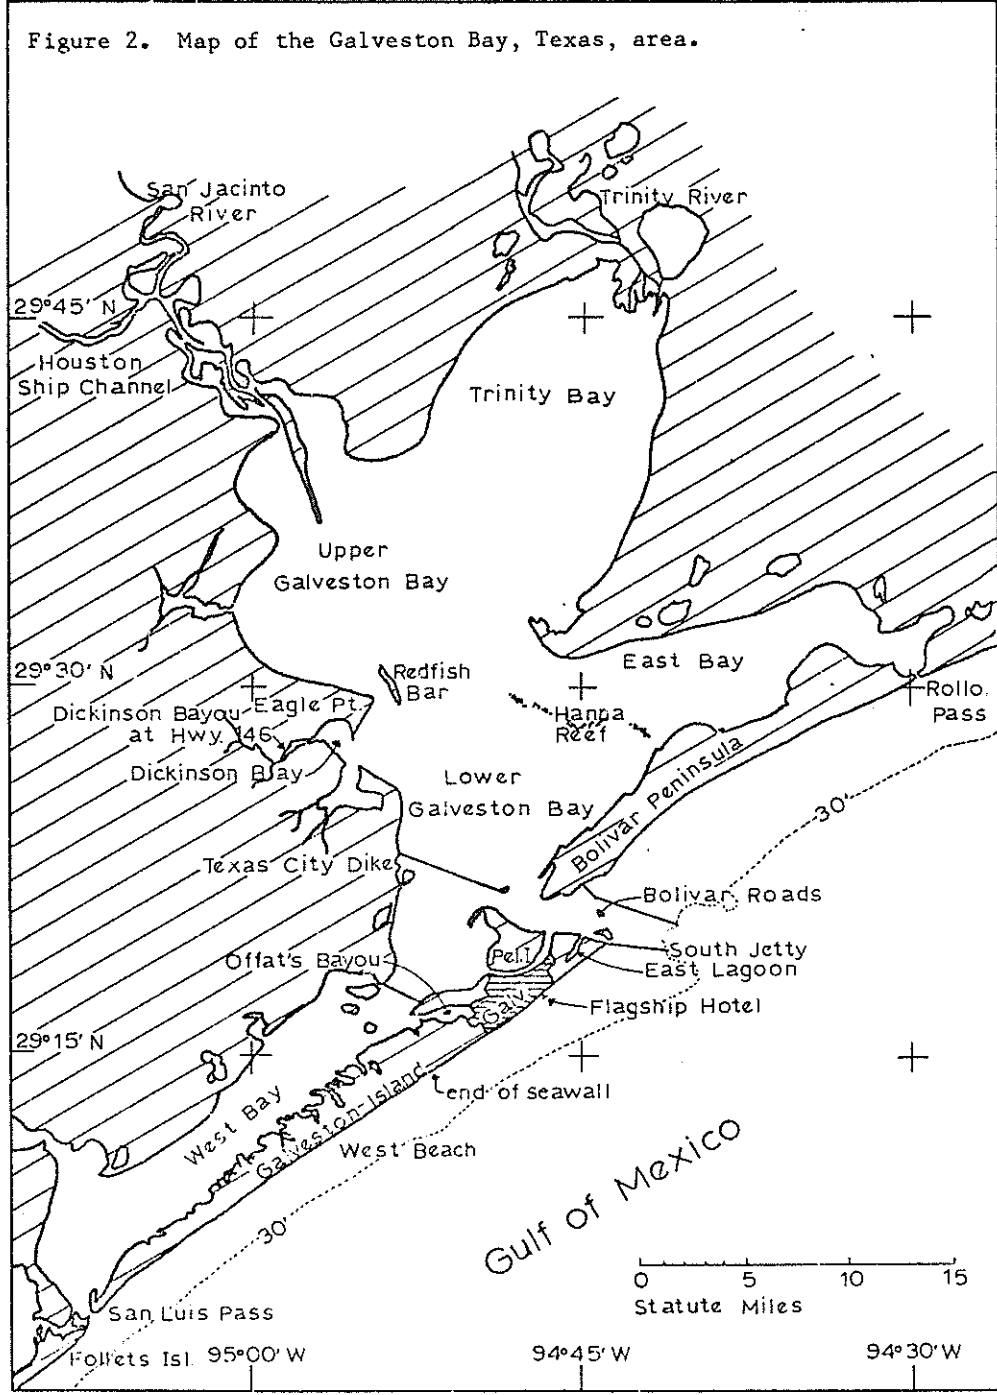 Figure 2. Map of the Galveston Bay, Texas, area.
San Jacinto
River
Trinity River
29°45' N
Houston
Ship Channel
Trinity Bay
Upper
Galveston Bay
East Bay
29°30' N
Redfish
Bar
Eagle Pt.
Rollo
Pass
Dickinson Bayou
at Hwy. 146
Hanna
Reef
Dickinson Bay
Lower
Galveston Bay
Bolivar Peninsula
30'
Texas City Dike
Bolivar Roads
Pel. I.
South Jetty
East Lagoon
Offat's Bayou
Galv.
Flagship Hotel
29°15' N
end of seawall
West Bay
Galveston Island
West Beach
Gulf of Mexico
30'
0 5 10 15
Statute Miles
San Luis Pass
Follets Isl.
95°00' W
94°45' W
94°30' W